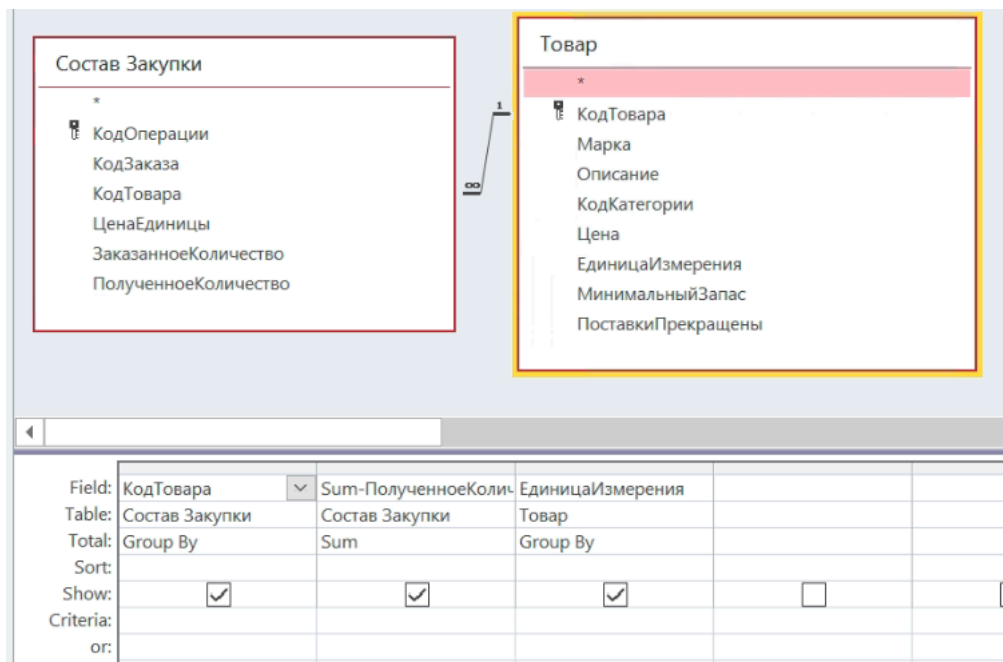 Состав Закупки
*
КодОперации
КодЗаказа
КодТовара
ЦенаЕдиницы
ЗаказанноеКоличество
ПолученноеКоличество
1
∞
Товар
*
КодТовара
Марка
Описание
КодКатегории
Цена
ЕдиницаИзмерения
МинимальныйЗапас
ПоставкиПрекращены
Field: КодТовара Sum-ПолученноеКолич ЕдиницаИзмерения
Table: Состав Закупки Состав Закупки Товар
Total: Group By Sum Group By
Sort:
Show:
Criteria:
or: